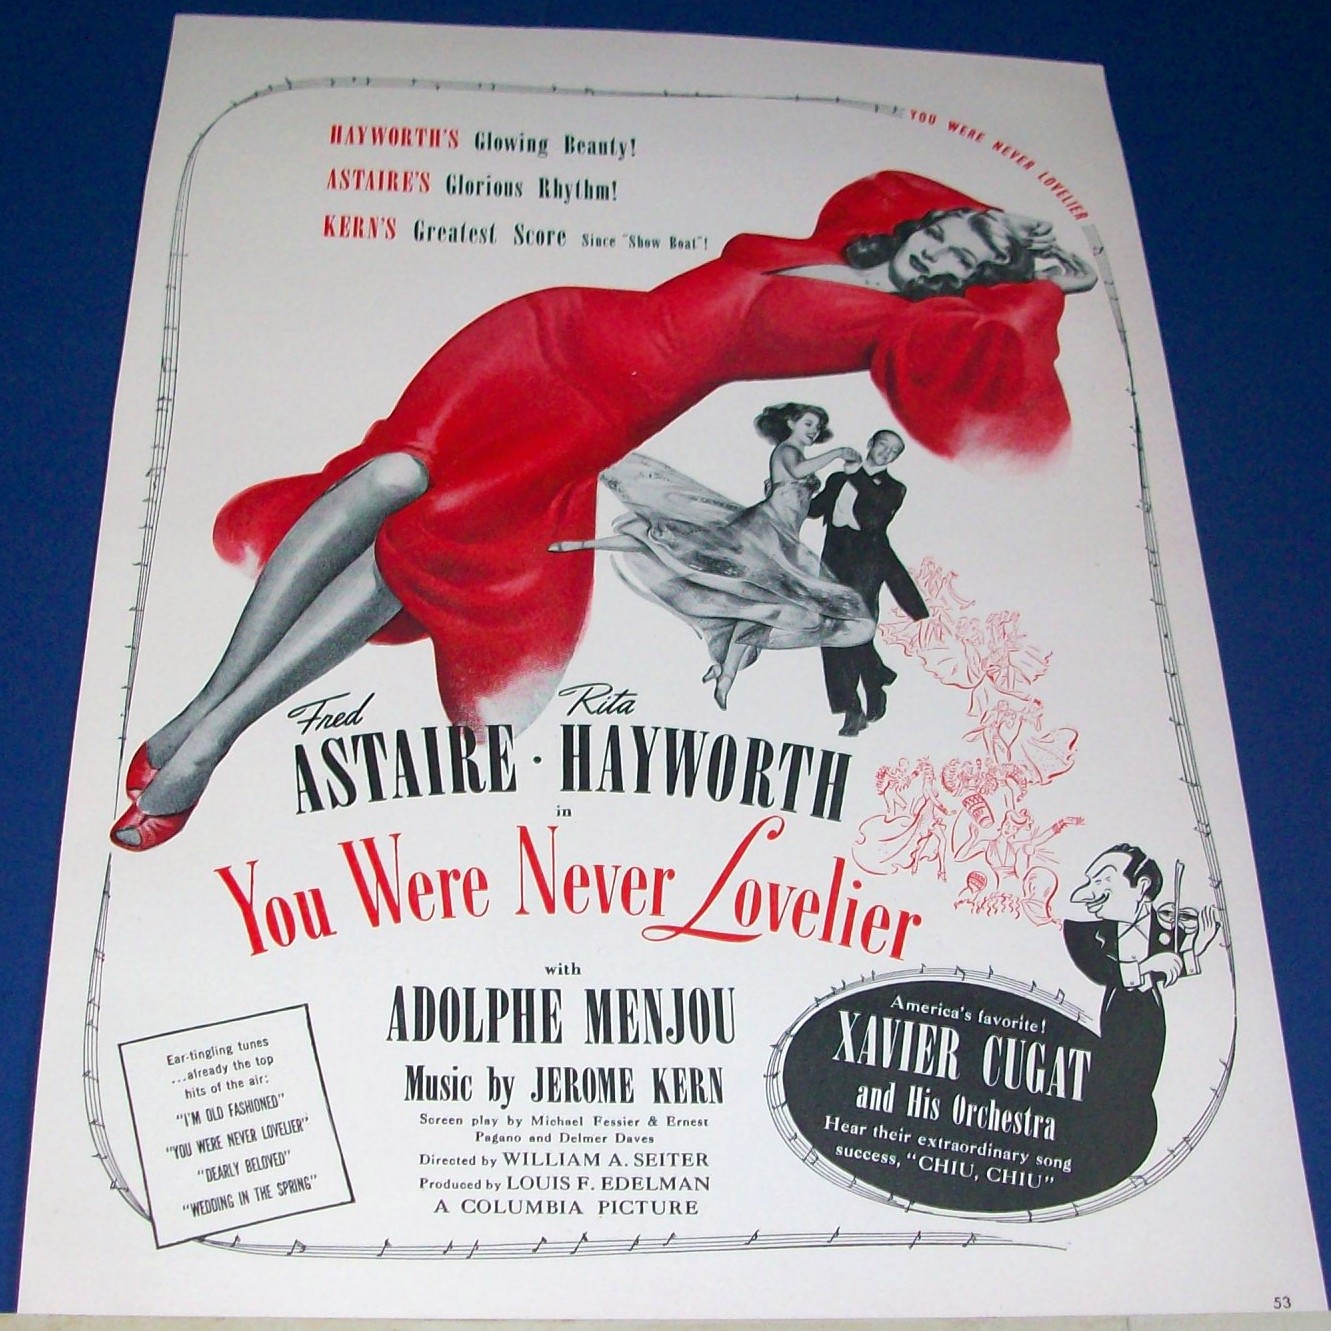 YOU WERE NEVER LOVELIER
HAYWORTH'S Glowing Beauty!
ASTAIRE'S Glorious Rhythm!
KERN'S Greatest Score Since "Show Boat"!
Fred Rita
ASTAIRE · HAYWORTH
in
You Were Never Lovelier
with
ADOLPHE MENJOU
Music by JEROME KERN
Screen play by Michael Fessier & Ernest
Pagano and Delmer Daves
Directed by WILLIAM A. SEITER
Produced by LOUIS F. EDELMAN
A COLUMBIA PICTURE
Ear-tingling tunes
...already the top
hits of the air:
"I'M OLD FASHIONED"
"YOU WERE NEVER LOVELIER"
"DEARLY BELOVED"
"WEDDING IN THE SPRING"
America's favorite!
XAVIER CUGAT
and His Orchestra
Hear their extraordinary song
success, "CHIU, CHIU"
53